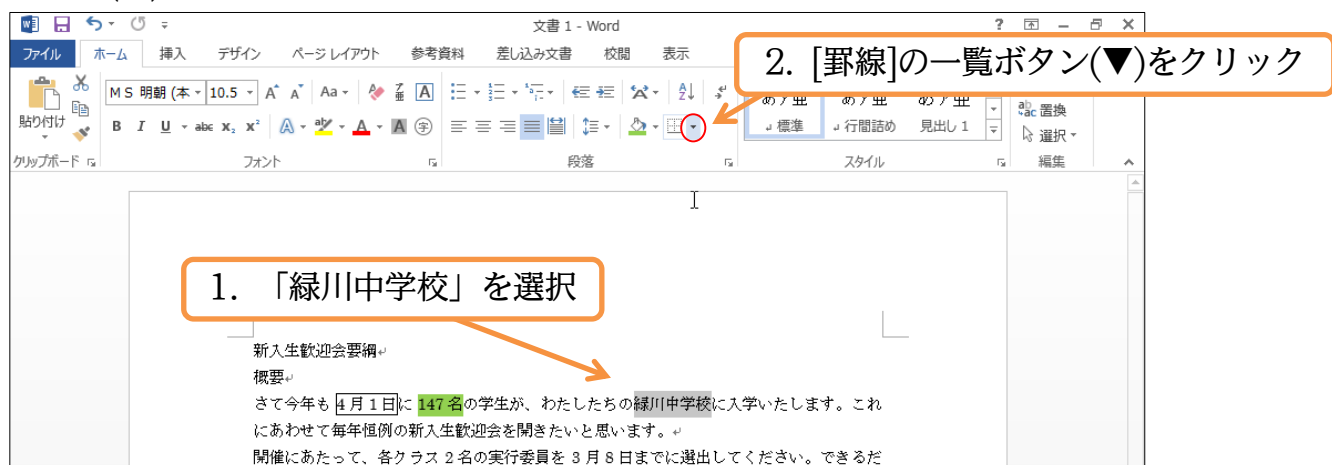 文書 1 - Word
ファイル ホーム 挿入 デザイン ページ レイアウト 参考資料 差し込み文書 校閲 表示
2. [罫線]の一覧ボタン(▼)をクリック
貼り付け
ＭＳ 明朝 (本 10.5 A A Aa
B I U abc x₂ x² A aby A A 字
標準 行間詰め 見出し 1
置換
選択
クリップボード フォント 段落 スタイル 編集
1. 「緑川中学校」を選択
新入生歓迎会要綱
概要
さて今年も 4 月 1 日に 147 名の学生が、わたしたちの緑川中学校に入学いたします。これ
にあわせて毎年恒例の新入生歓迎会を開きたいと思います。
開催にあたって、各クラス 2 名の実行委員を 3 月 8 日までに選出してください。できるだ